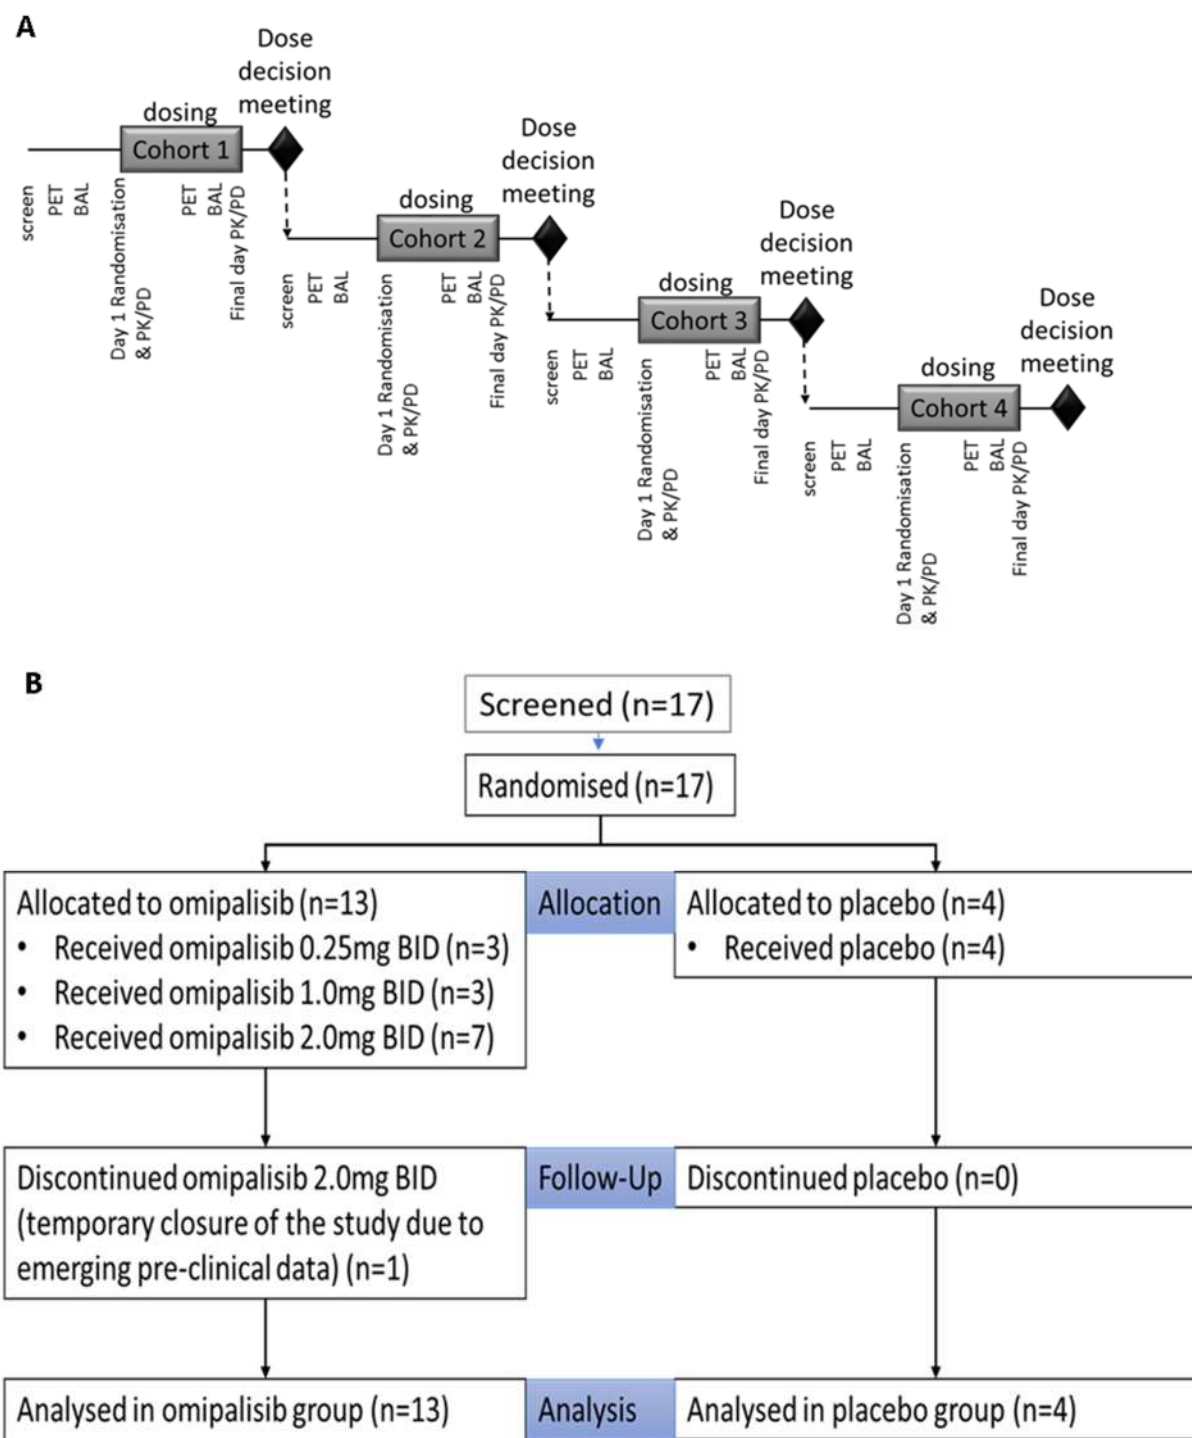 A
Dose
decision
meeting
dosing
Cohort 1
screen
PET
BAL
Day 1 Randomisation
& PK/PD
PET
BAL
Final day PK/PD
Dose
decision
meeting
dosing
Cohort 2
screen
PET
BAL
Day 1 Randomisation
& PK/PD
PET
BAL
Final day PK/PD
Dose
decision
meeting
dosing
Cohort 3
screen
PET
BAL
Day 1 Randomisation
& PK/PD
PET
BAL
Final day PK/PD
Dose
decision
meeting
dosing
Cohort 4
screen
PET
BAL
Day 1 Randomisation
& PK/PD
PET
BAL
Final day PK/PD
B
Screened (n=17)
Randomised (n=17)
Allocated to omipalisib (n=13)
• Received omipalisib 0.25mg BID (n=3)
• Received omipalisib 1.0mg BID (n=3)
• Received omipalisib 2.0mg BID (n=7)
Allocation
Allocated to placebo (n=4)
• Received placebo (n=4)
Discontinued omipalisib 2.0mg BID
(temporary closure of the study due to
emerging pre-clinical data) (n=1)
Follow-Up
Discontinued placebo (n=0)
Analysed in omipalisib group (n=13)
Analysis
Analysed in placebo group (n=4)